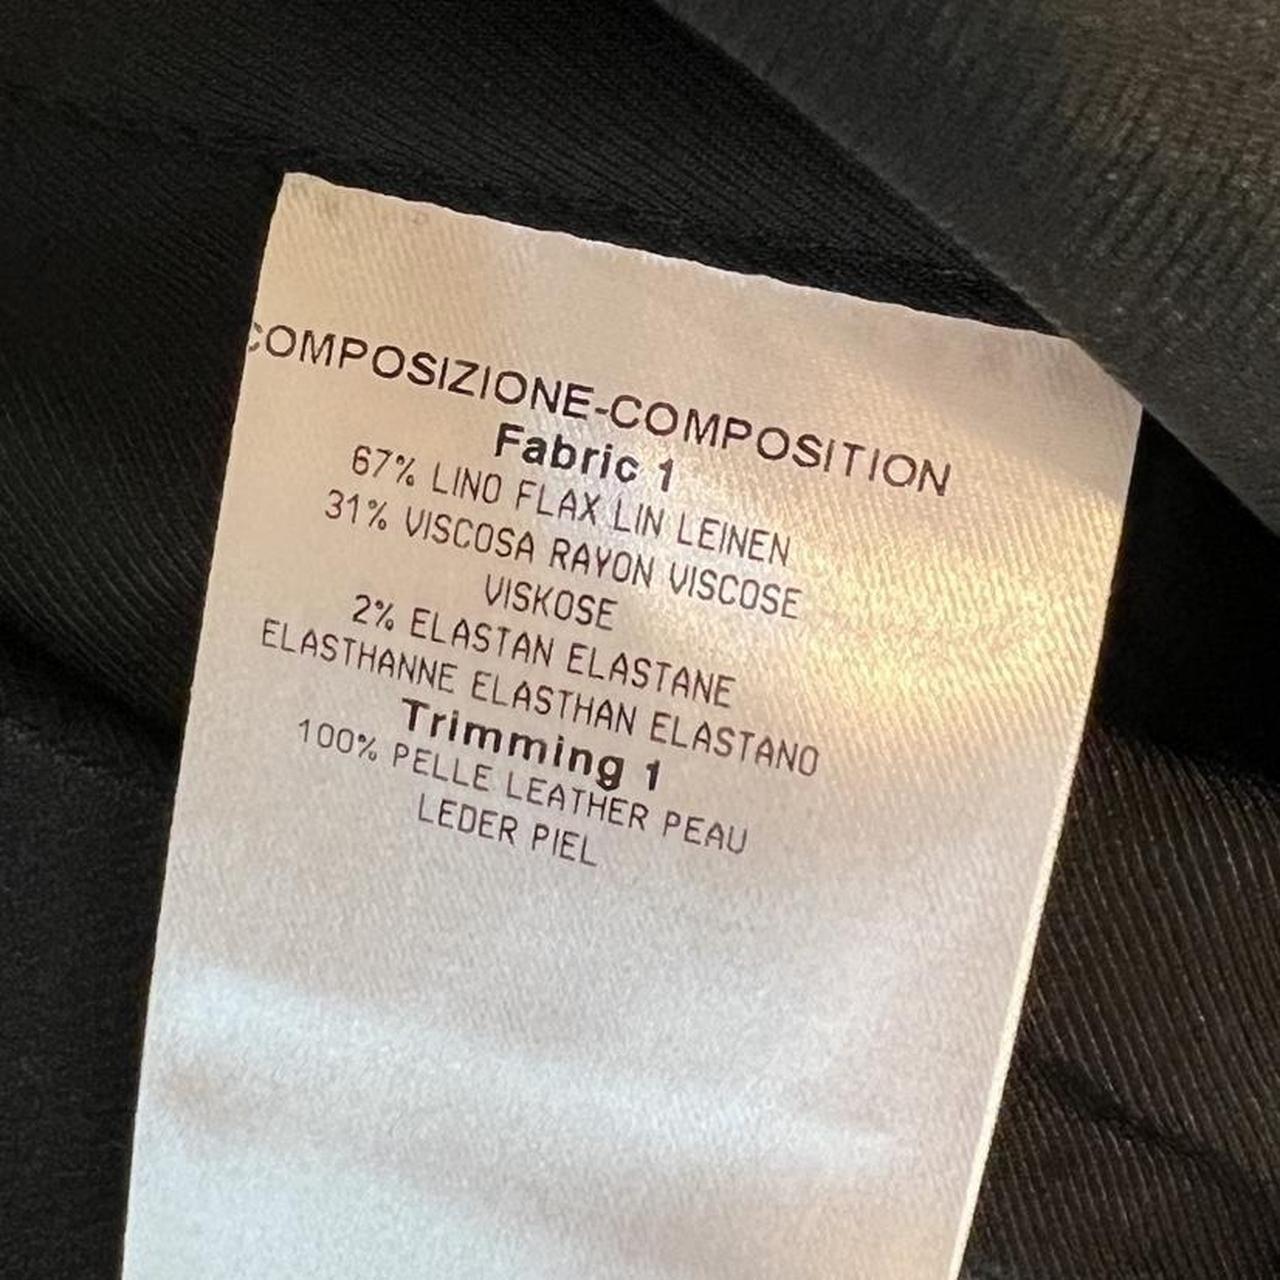 COMPOSIZIONE-COMPOSITION
Fabric 1
67% LINO FLAX LIN LEINEN
31% VISCOSA RAYON VISCOSE
VISKOSE
2% ELASTAN ELASTANE
ELASTHANNE ELASTHAN ELASTANO
Trimming 1
100% PELLE LEATHER PEAU
LEDER PIEL